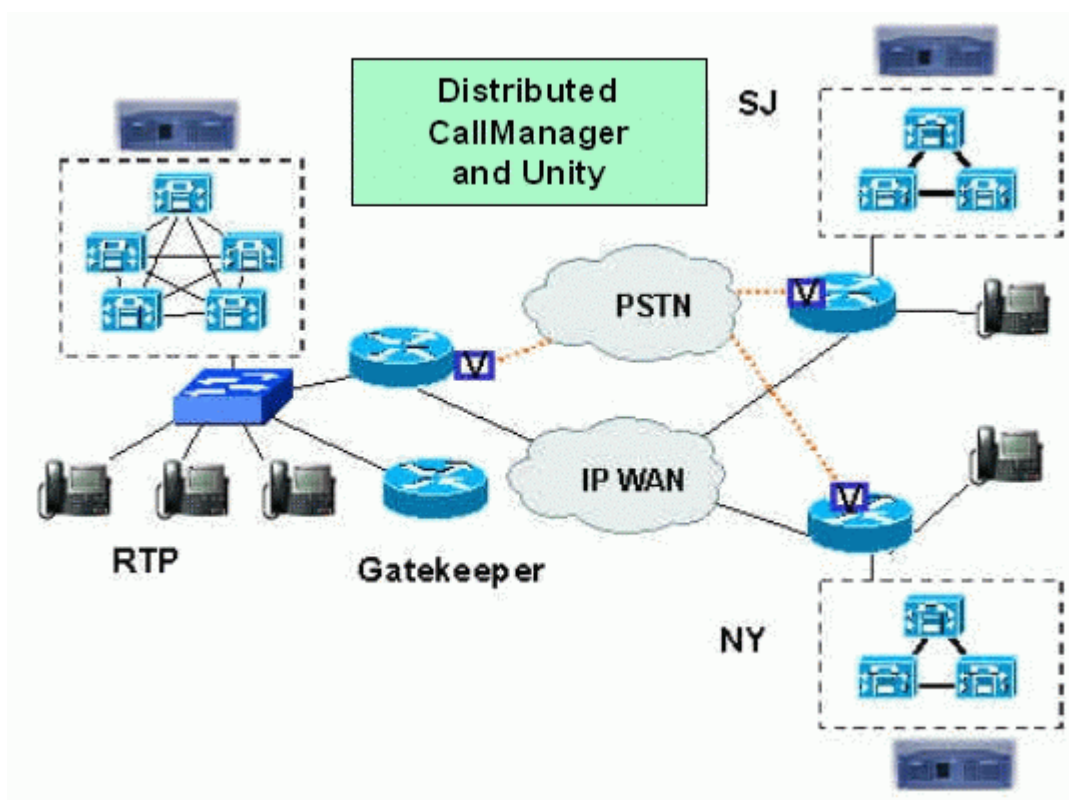 Distributed
CallManager
and Unity
SJ
PSTN
V
V
IP WAN
V
RTP
Gatekeeper
NY